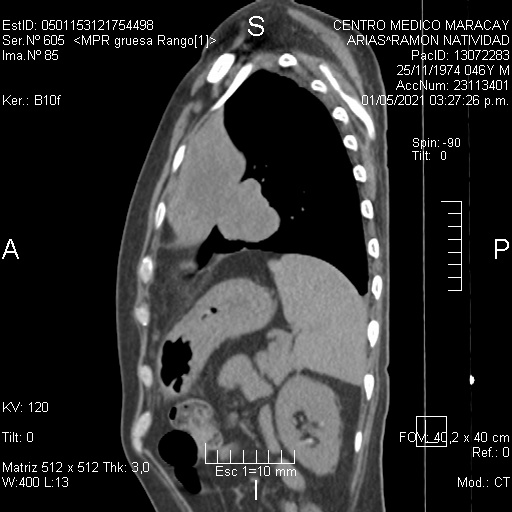 EstID: 0501153121754498
Ser.Nº 605 <MPR gruesa Rango[1]>
Ima.Nº 85
Ker.: B10f
S
CENTRO MEDICO MARACAY
ARIAS^RAMON NATIVIDAD
PacID: 13072283
25/11/1974 046Y M
AccNum: 23113401
01/05/2021 03:27:26 p.m.
Spin: -90
Tilt: 0
A
P
KV: 120
Tilt: 0
Matriz 512 x 512 Thk: 3,0
W:400 L:13
Esc 1=10 mm
I
FOV: 40,2 x 40 cm
Ref.: 0
Mod.: CT